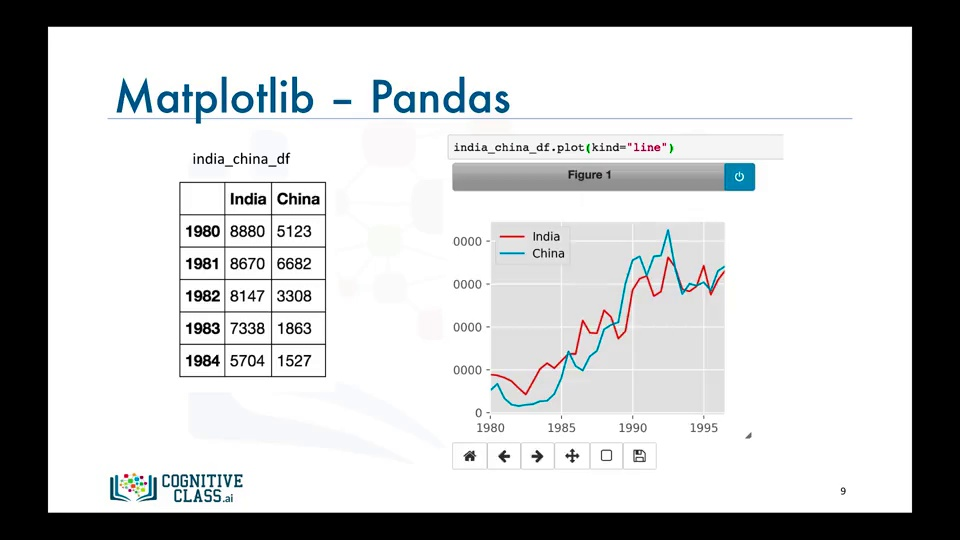 Matplotlib – Pandas
india_china_df
India China
1980 8880 5123
1981 8670 6682
1982 8147 3308
1983 7338 1863
1984 5704 1527
india_china_df.plot(kind="line")
Figure 1
India
China
0000
0000
0000
0000
0
1980 1985 1990 1995
COGNITIVE
CLASS.ai
9